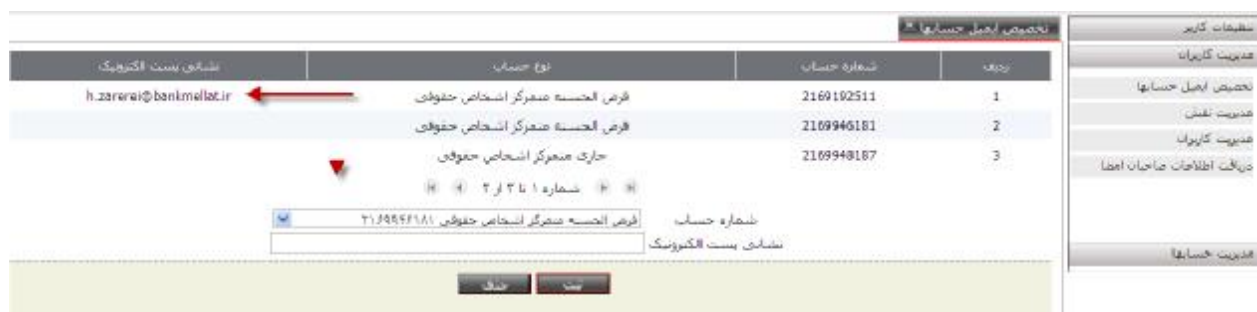 تخصیص ایمیل حسابها
تنظیمات کاربر
مدیریت کاربران
تخصیص ایمیل حسابها
مدیریت نقش
مدیریت کاربران
دریافت اطلاعات صاحبان امضا
مدیریت حسابها
ردیف شماره حساب نوع حساب نشانی پست الکترونیک
1 2169192511 قرض الحسنه متمرکز اشخاص حقوقی h.zarerei@bankmellat.ir
2 2169946181 قرض الحسنه متمرکز اشخاص حقوقی
3 2169948187 جاری متمرکز اشخاص حقوقی
شماره ۱ تا ۳ از ۳
شماره حساب قرض الحسنه متمرکز اشخاص حقوقی ۲۱۶۹۹۴۶۱۸۱
نشانی پست الکترونیک
ثبت حذف